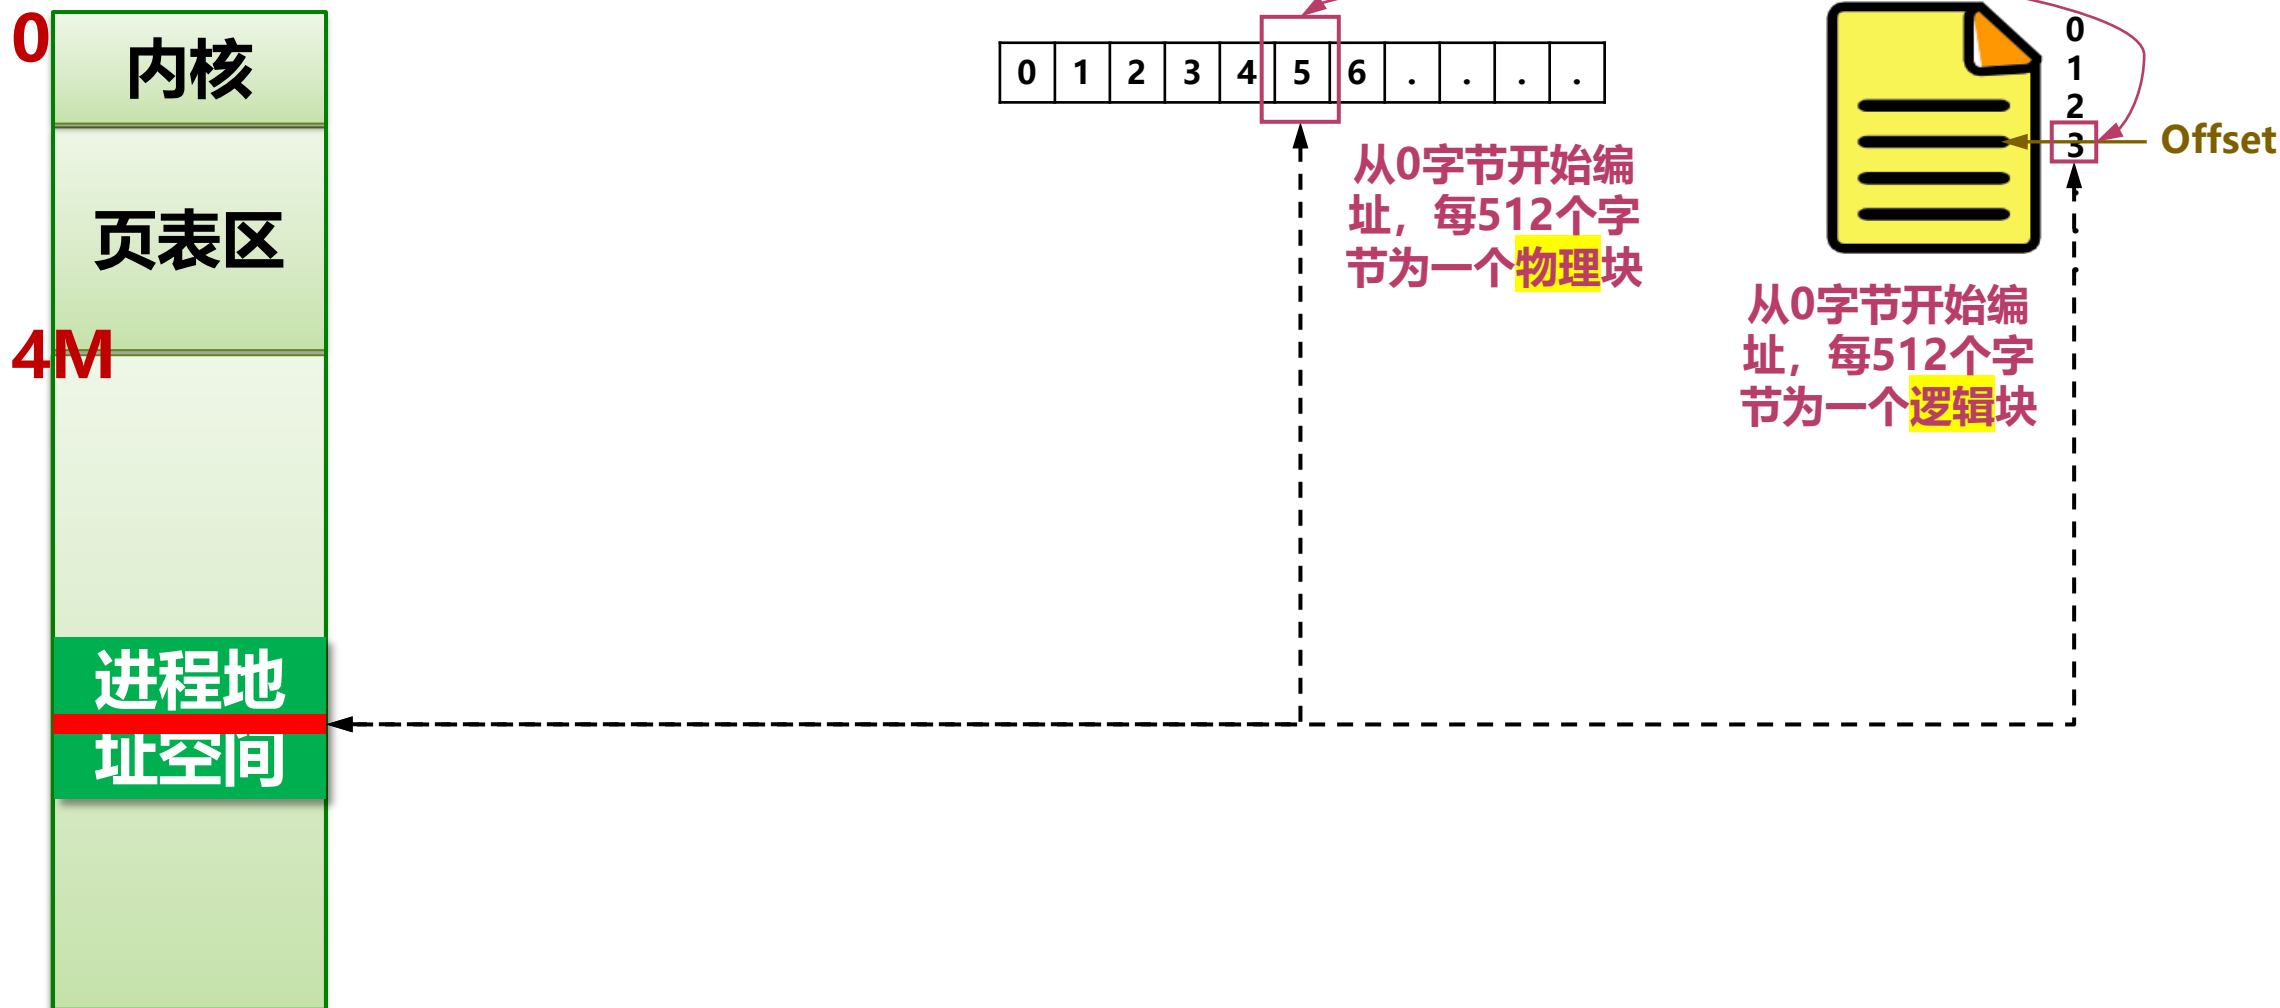 0
内核
页表区
4M
进程地
址空间
0 1 2 3 4 5 6 . . . .
从0字节开始编
址，每512个字
节为一个物理块
0
1
2
3
Offset
从0字节开始编
址，每512个字
节为一个逻辑块